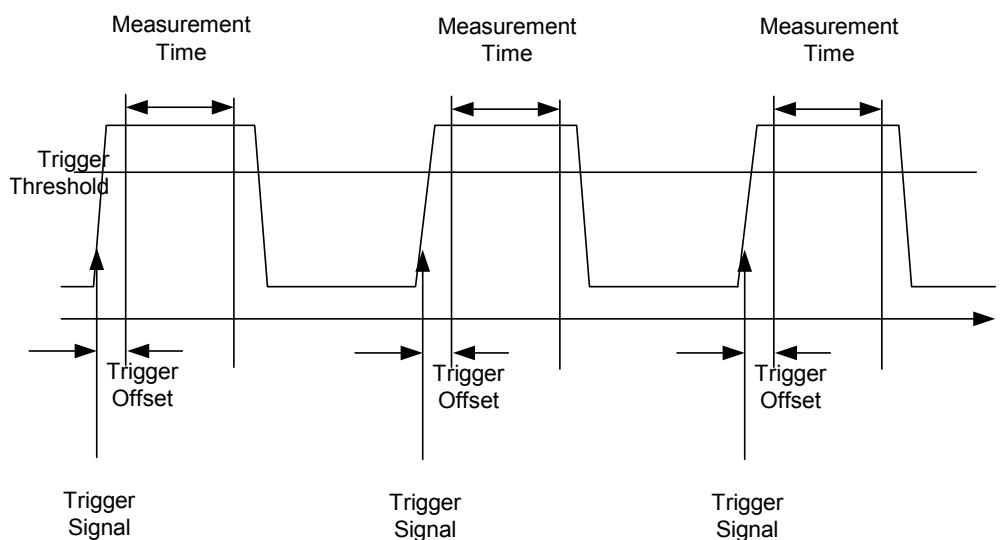 Measurement
Time
Measurement
Time
Measurement
Time
Trigger
Threshold
Trigger
Offset
Trigger
Offset
Trigger
Offset
Trigger
Signal
Trigger
Signal
Trigger
Signal